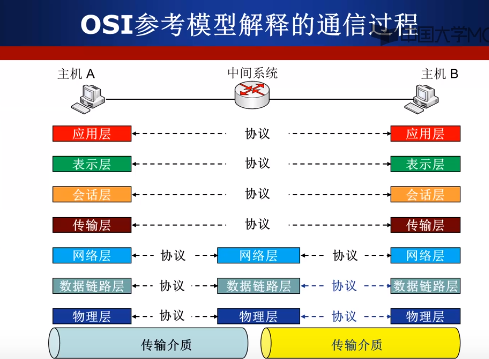 OSI参考模型解释的通信过程
中国大学MO
主机 A 中间系统 主机 B
应用层 协议 应用层
表示层 协议 表示层
会话层 协议 会话层
传输层 协议 传输层
网络层 协议 网络层 协议 网络层
数据链路层 协议 数据链路层 协议 数据链路层
物理层 协议 物理层 协议 物理层
传输介质 传输介质